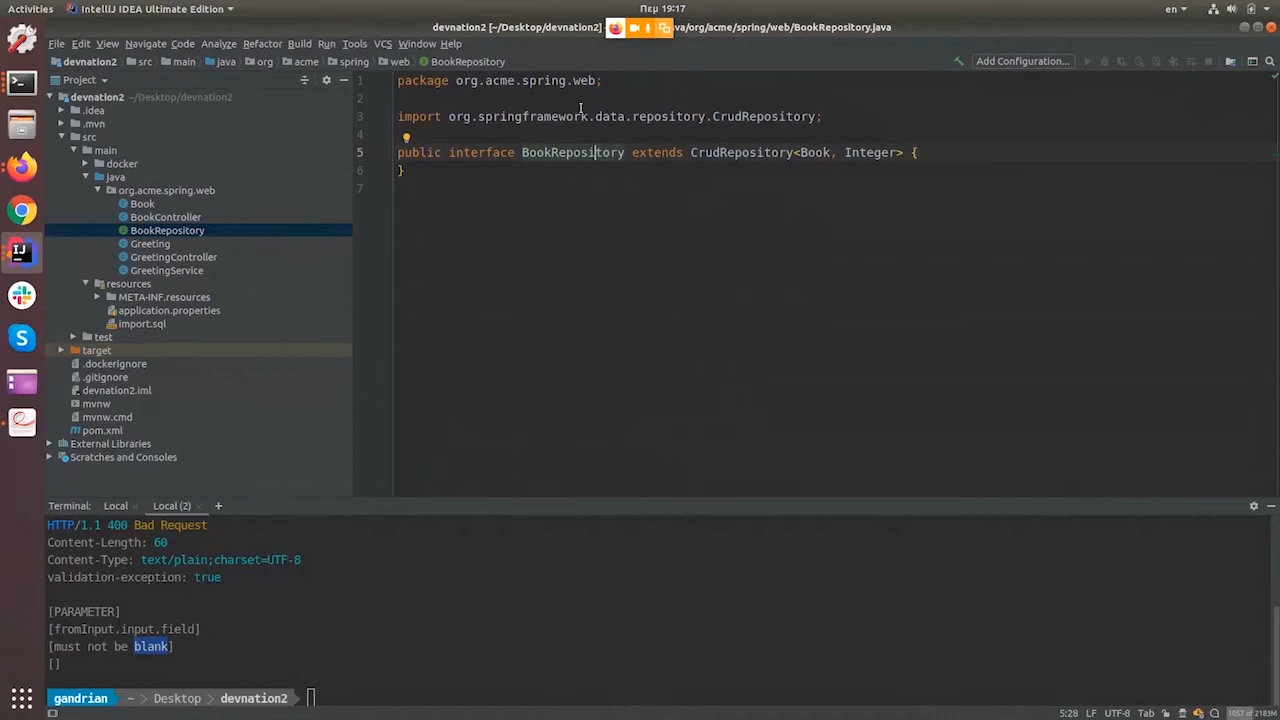 Activities
IntelliJ IDEA Ultimate Edition
Περ 19:17
en
devnation2 [~/Desktop/devnation2]
ava/org/acme/spring/web/BookRepository.java
File Edit View Navigate Code Analyze Refactor Build Run Tools VCS Window Help
devnation2 src main java org acme spring web BookRepository
Add Configuration...
Project
devnation2 ~/Desktop/devnation2
.idea
.mvn
src
main
docker
java
org.acme.spring.web
Book
BookController
BookRepository
Greeting
GreetingController
GreetingService
resources
META-INF.resources
application.properties
import.sql
test
target
.dockerignore
.gitignore
devnation2.iml
mvnw
mvnw.cmd
pom.xml
External Libraries
Scratches and Consoles
1 package org.acme.spring.web;
2
3 import org.springframework.data.repository.CrudRepository;
4
5 public interface BookRepository extends CrudRepository<Book, Integer> {
6 }
7
Terminal: Local × Local (2) × +
HTTP/1.1 400 Bad Request
Content-Length: 60
Content-Type: text/plain;charset=UTF-8
validation-exception: true
[PARAMETER]
[fromInput.input.field]
[must not be blank]
[]
gandrian ~ Desktop devnation2
5:28 LF UTF-8 Tab 1057 of 2183M